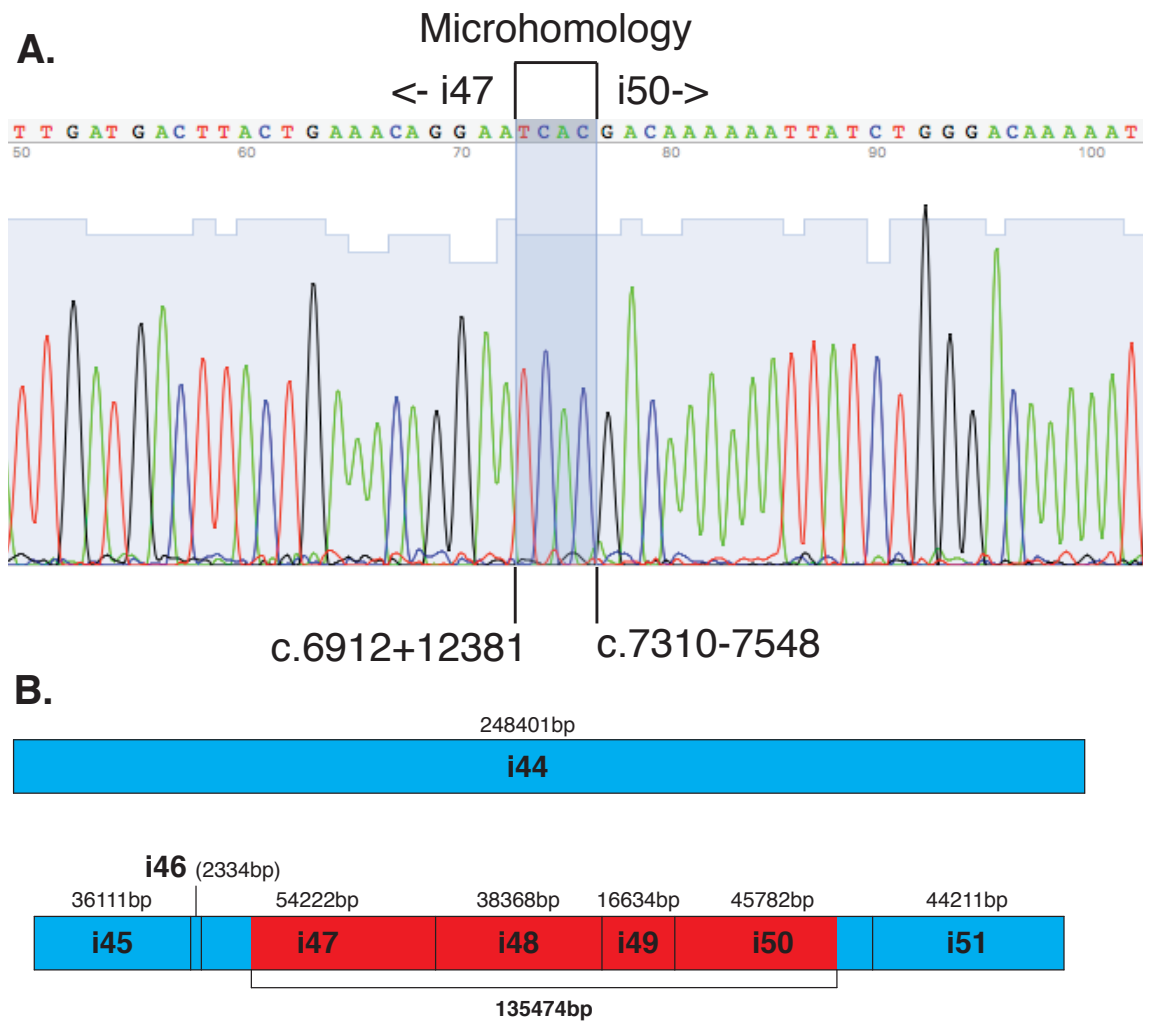 A.
Microhomology
<- i47 i50->
T T G A T G A C T T A C T G A A A C A G G A A T C A C G A C A A A A A A T T A T C T G G G A C A A A A A T
50 60 70 80 90 100
c.6912+12381 c.7310-7548
B.
248401bp
i44
i46 (2334bp)
36111bp 54222bp 38368bp 16634bp 45782bp 44211bp
i45 i47 i48 i49 i50 i51
135474bp